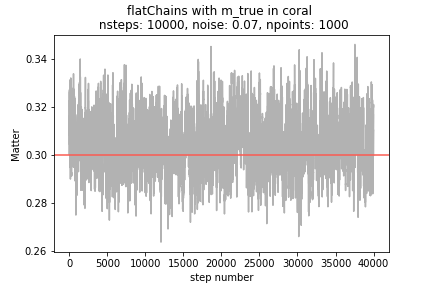 flatChains with m_true in coral
nsteps: 10000, noise: 0.07, npoints: 1000
0.34
0.32
0.30
0.28
0.26
Matter
0 5000 10000 15000 20000 25000 30000 35000 40000
step number